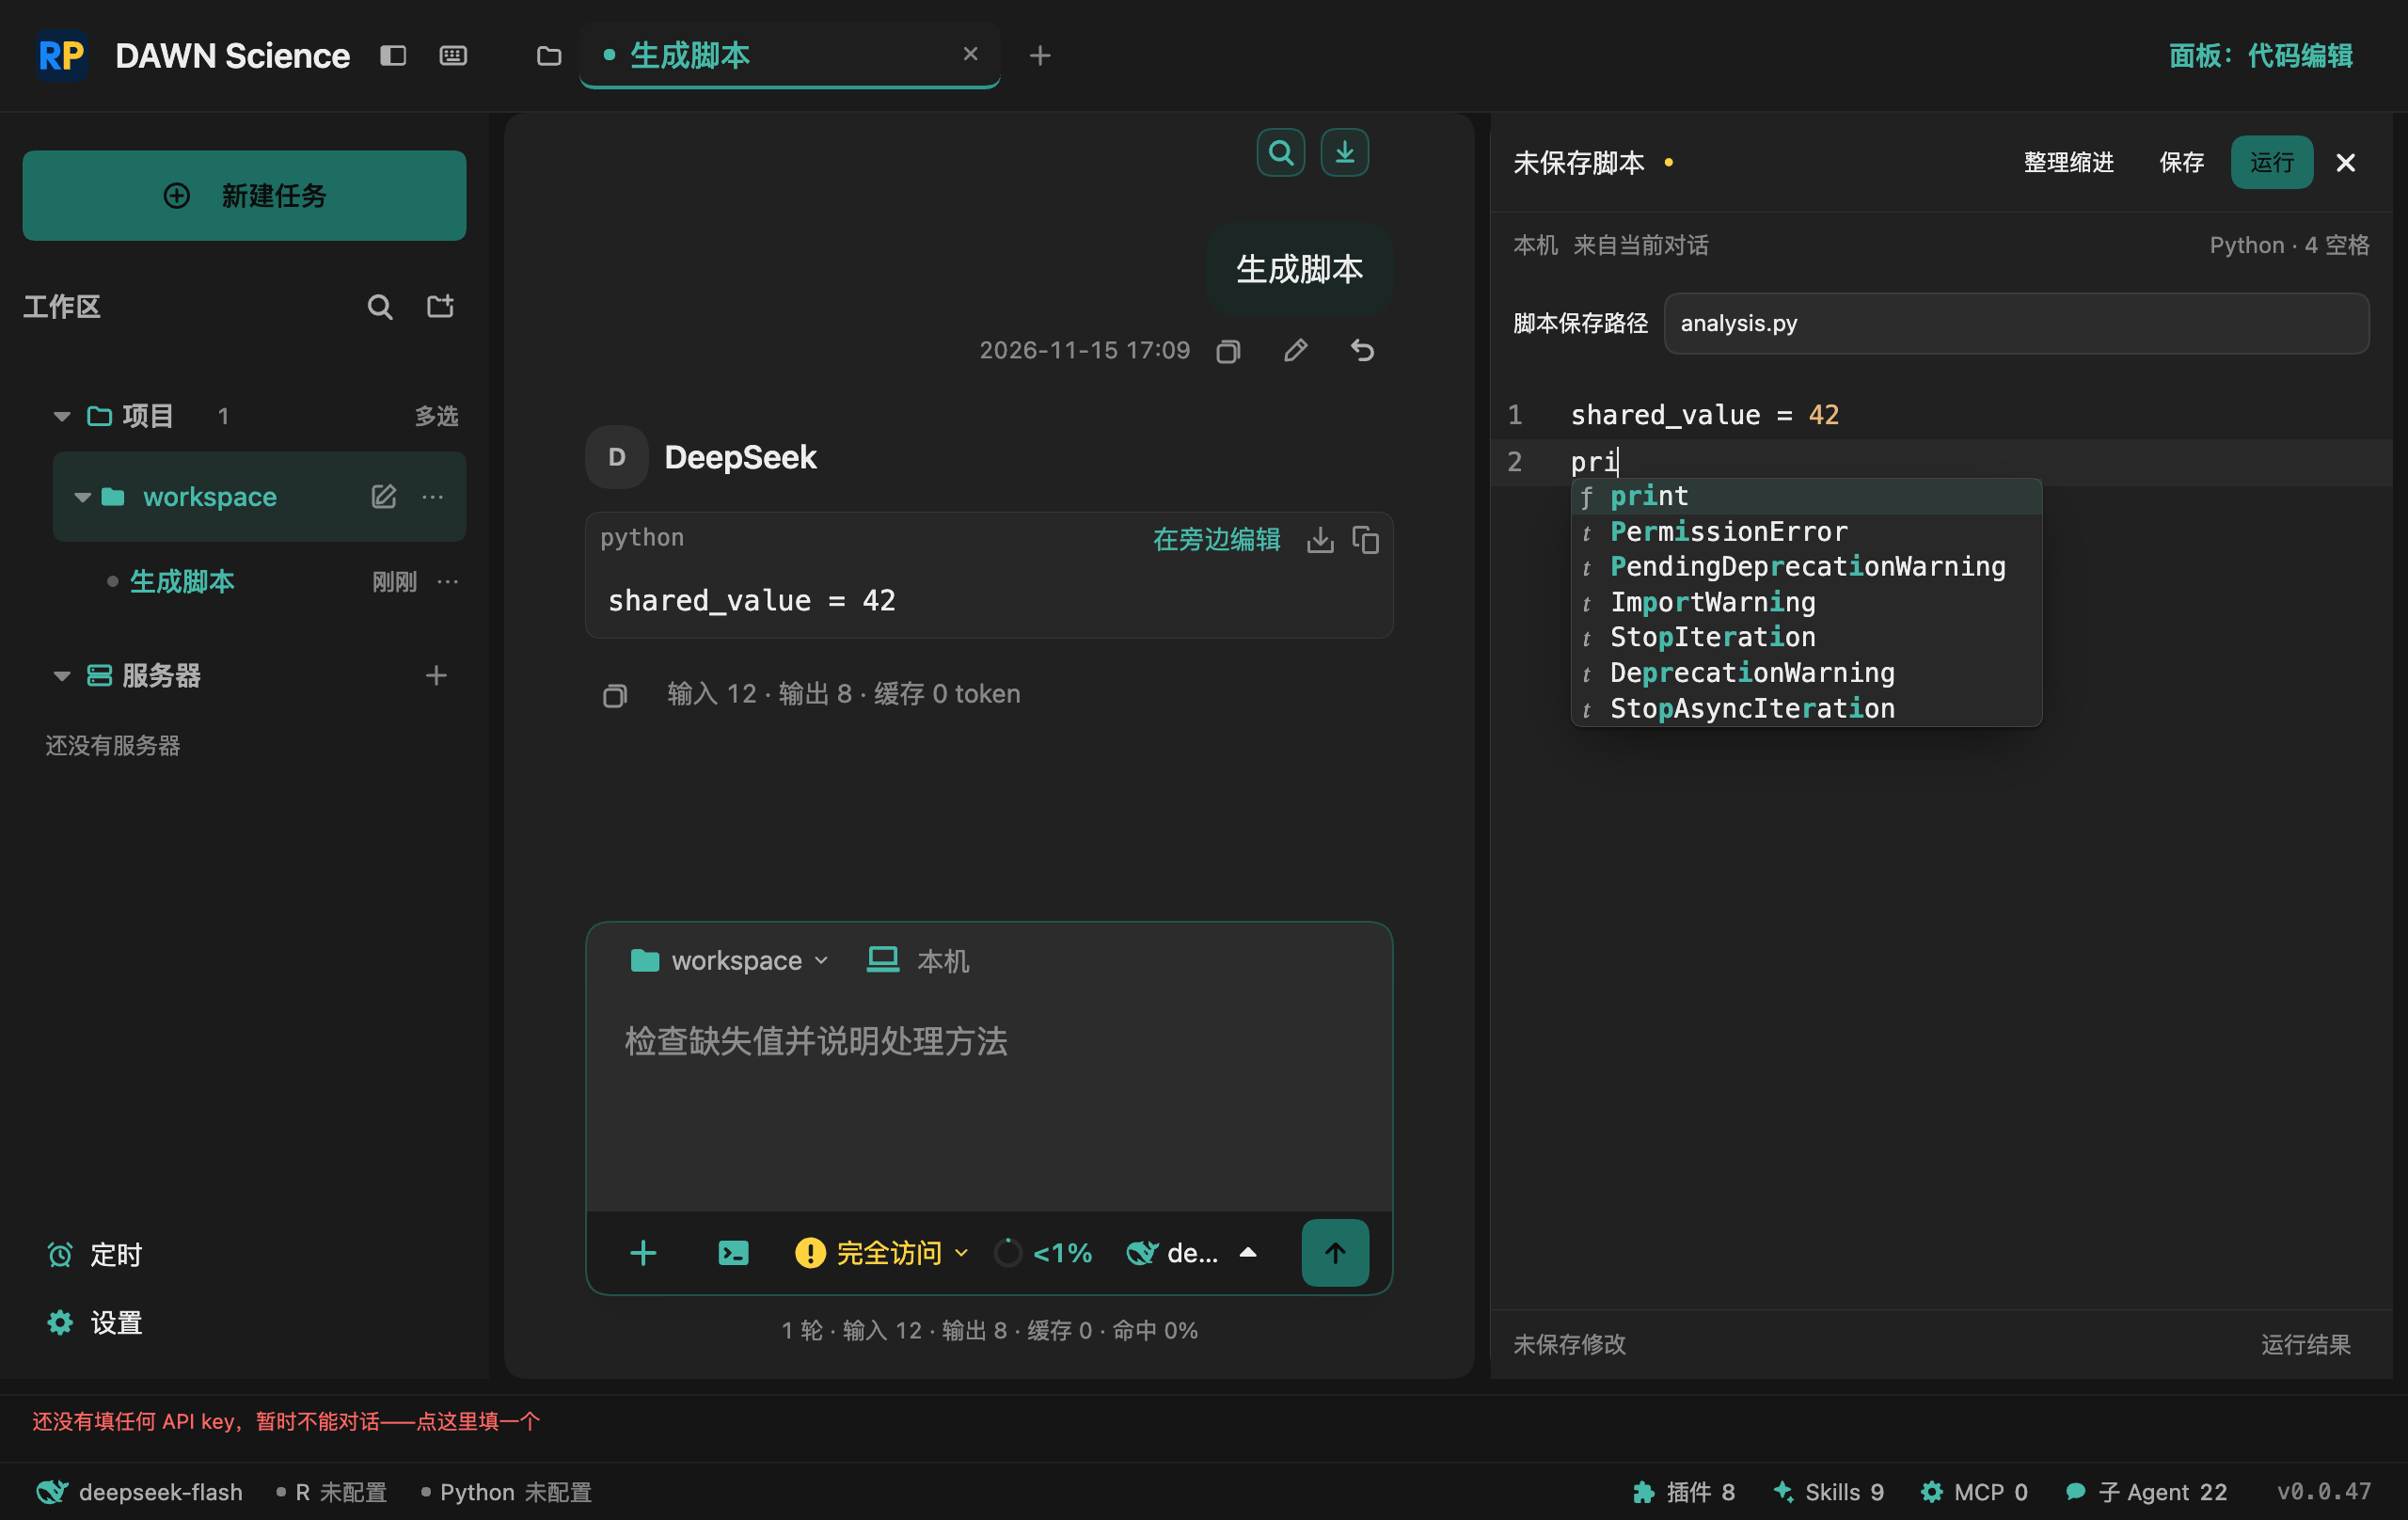 RP DAWN Science
生成脚本
面板：代码编辑
新建任务
工作区
项目 1 多选
workspace
生成脚本 刚刚
服务器
还没有服务器
定时
设置
生成脚本
2026-11-15 17:09
D DeepSeek
python 在旁边编辑
shared_value = 42
输入 12 · 输出 8 · 缓存 0 token
workspace 本机
检查缺失值并说明处理方法
完全访问 <1% de...
1 轮 · 输入 12 · 输出 8 · 缓存 0 · 命中 0%
未保存脚本 整理缩进 保存 运行
本机 来自当前对话 Python · 4 空格
脚本保存路径 analysis.py
1 shared_value = 42
2 pri
ƒ print
t PermissionError
t PendingDeprecationWarning
t ImportWarning
t StopIteration
t DeprecationWarning
t StopAsyncIteration
未保存修改 运行结果
还没有填任何 API key，暂时不能对话——点这里填一个
deepseek-flash R 未配置 Python 未配置 插件 8 Skills 9 MCP 0 子 Agent 22 v0.0.47